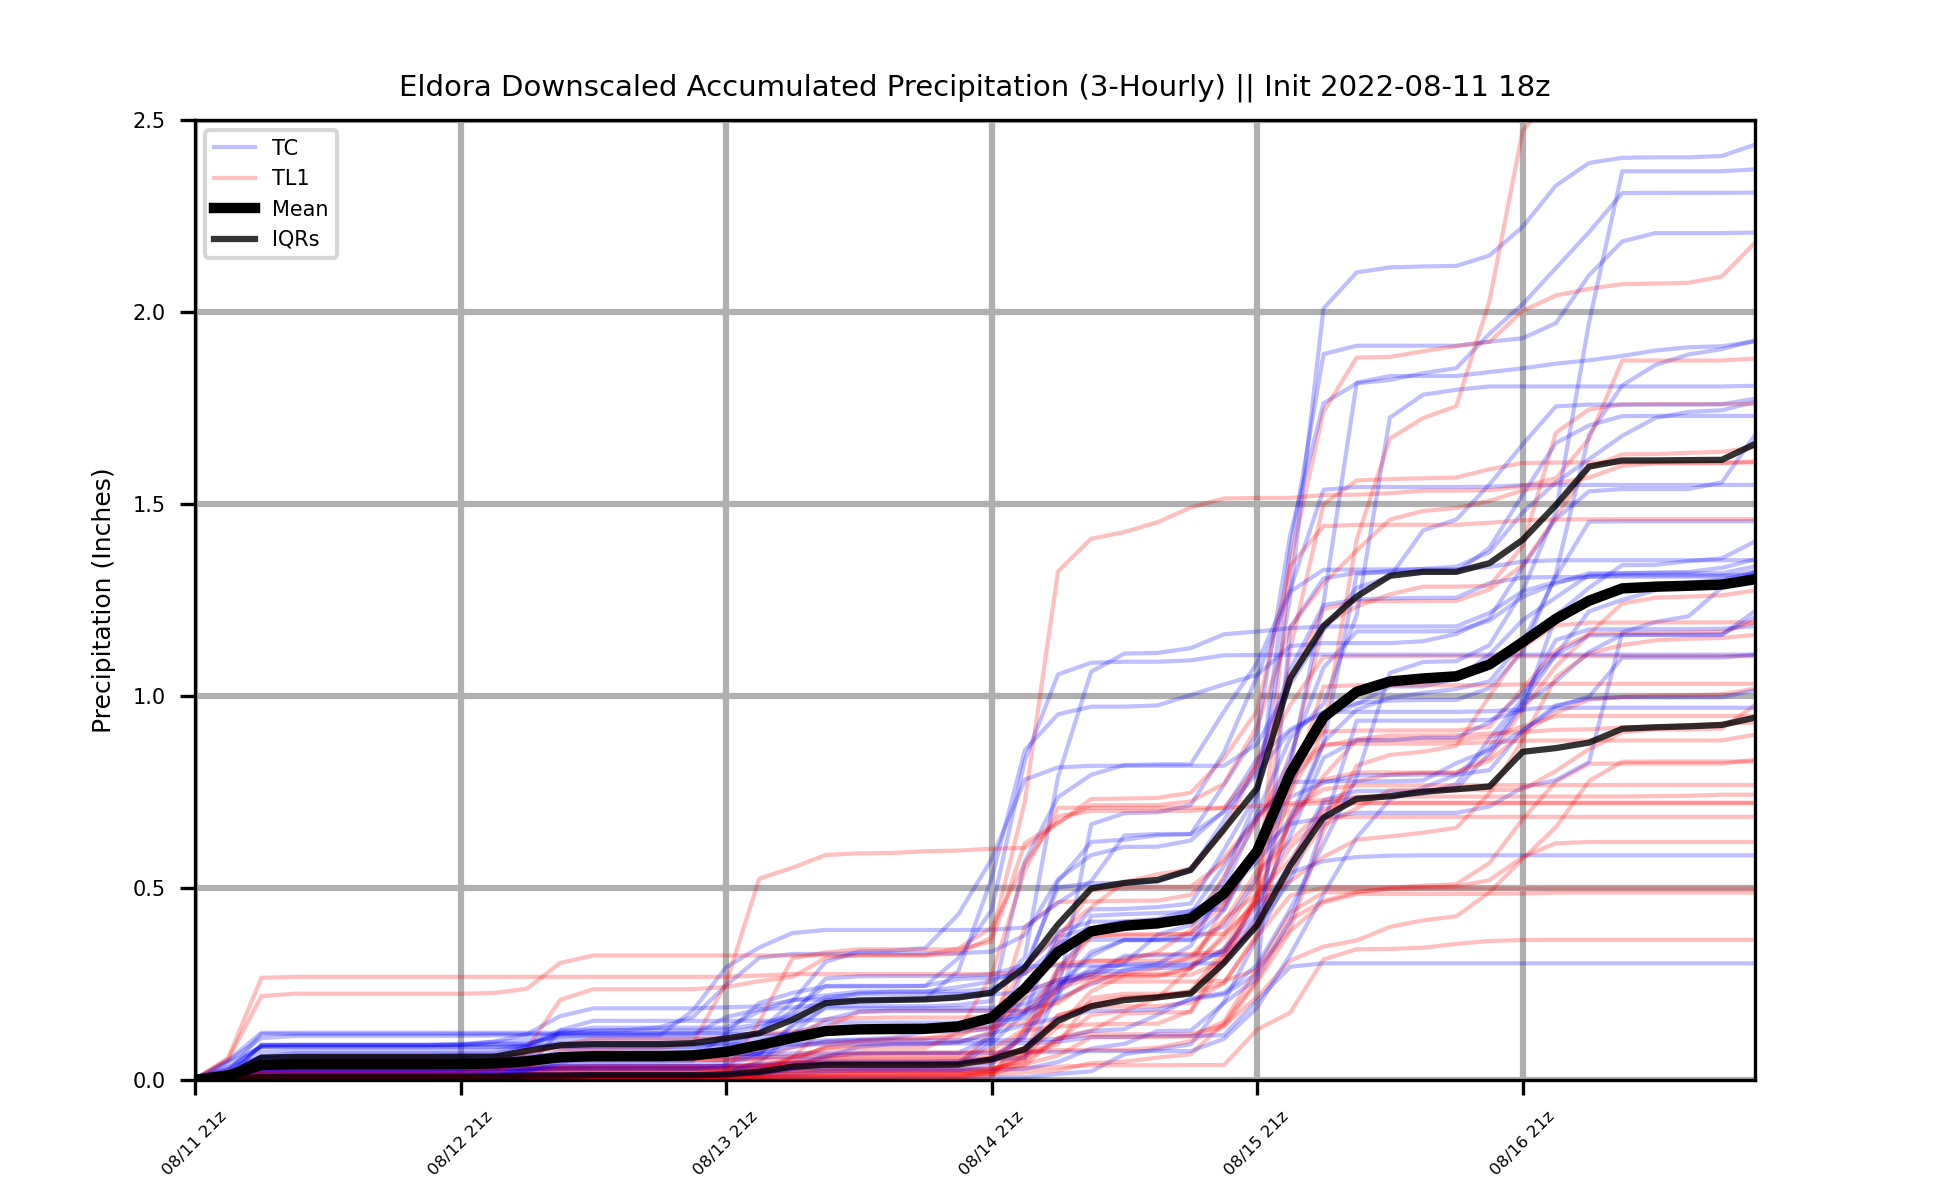 Eldora Downscaled Accumulated Precipitation (3-Hourly) || Init 2022-08-11 18z
TC
TL1
Mean
IQRs
Precipitation (Inches)
2.5
2.0
1.5
1.0
0.5
0.0
08/11 21z
08/12 21z
08/13 21z
08/14 21z
08/15 21z
08/16 21z